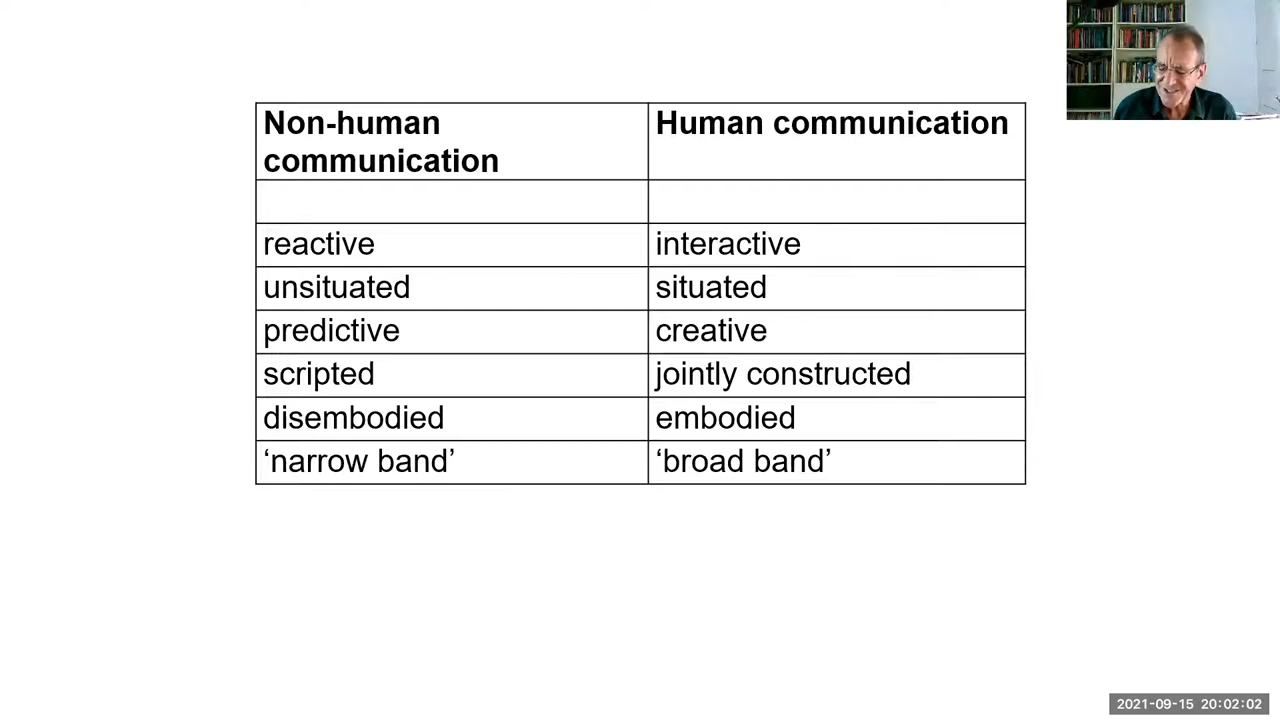 Non-human
communication
Human communication
reactive
interactive
unsituated
situated
predictive
creative
scripted
jointly constructed
disembodied
embodied
‘narrow band’
‘broad band’
2021-09-15 20:02:02